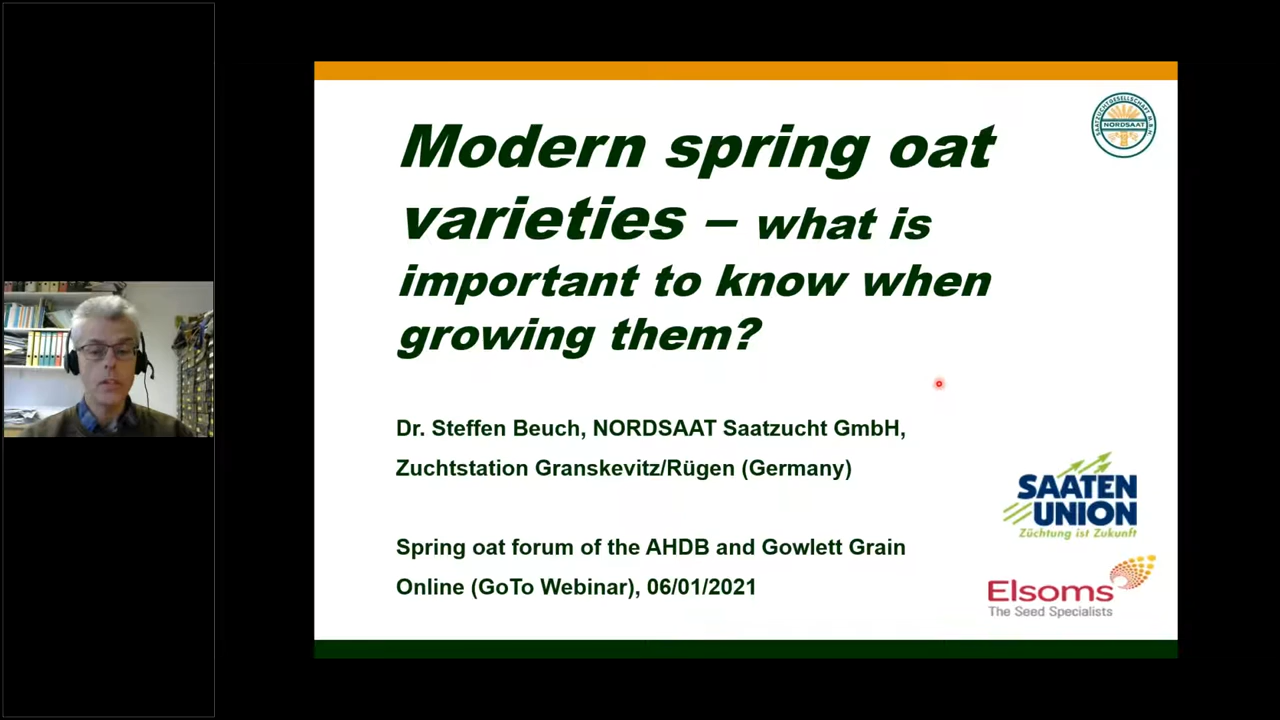 Modern spring oat
varieties – what is
important to know when
growing them?
Dr. Steffen Beuch, NORDSAAT Saatzucht GmbH,
Zuchtstation Granskevitz/Rügen (Germany)
Spring oat forum of the AHDB and Gowlett Grain
Online (GoTo Webinar), 06/01/2021
SAATZUCHTGESELLSCHAFT M.B.H.
NORDSAAT
SAATEN
UNION
Züchtung ist Zukunft
Elsoms
The Seed Specialists